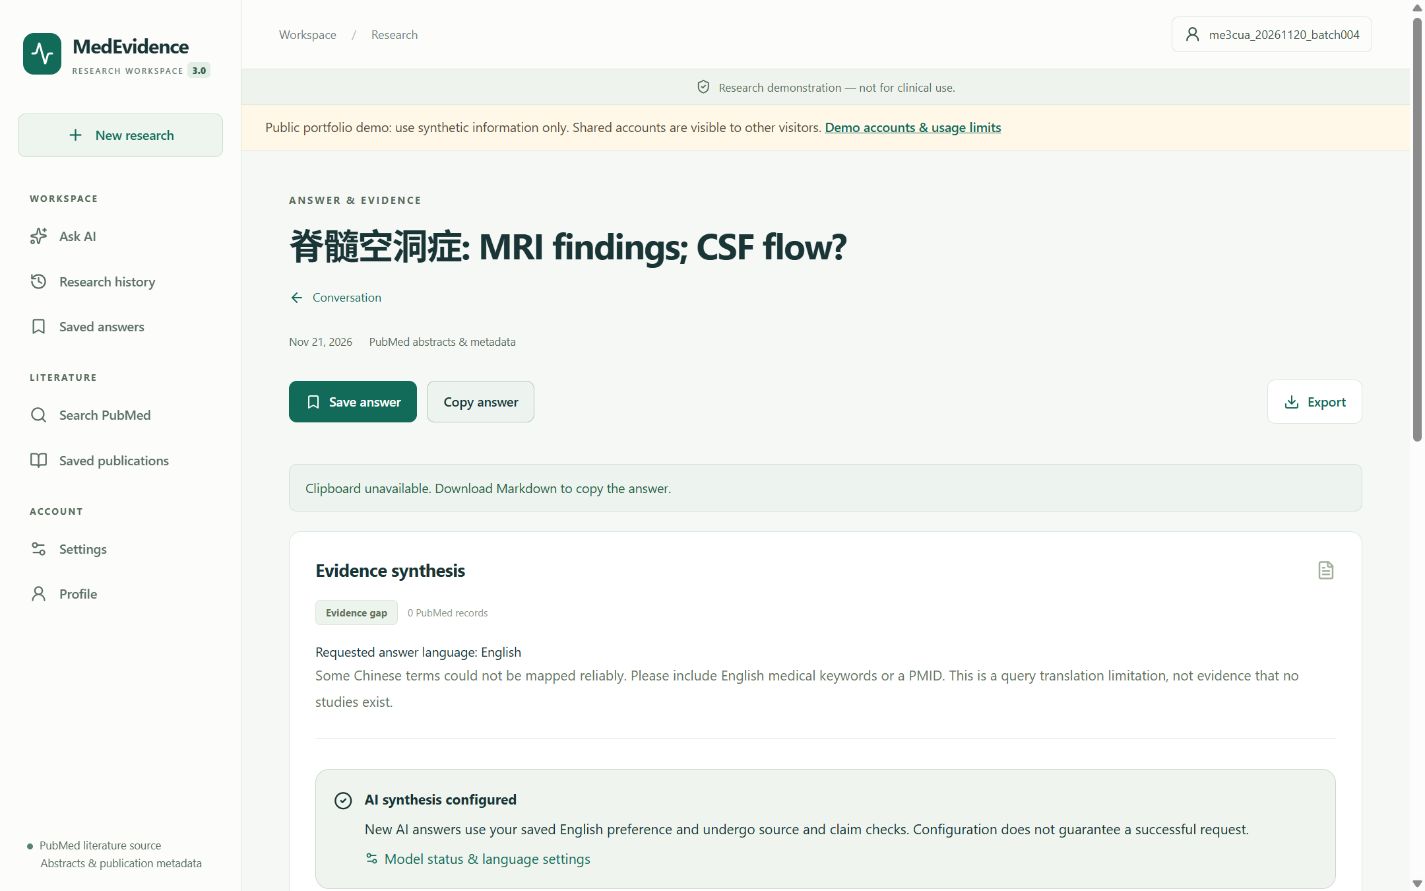 MedEvidence
RESEARCH WORKSPACE 3.0
New research
WORKSPACE
Ask AI
Research history
Saved answers
LITERATURE
Search PubMed
Saved publications
ACCOUNT
Settings
Profile
PubMed literature source
Abstracts & publication metadata
Workspace / Research
me3cua_20261120_batch004
Research demonstration — not for clinical use.
Public portfolio demo: use synthetic information only. Shared accounts are visible to other visitors. Demo accounts & usage limits
ANSWER & EVIDENCE
脊髓空洞症: MRI findings; CSF flow?
Conversation
Nov 21, 2026 PubMed abstracts & metadata
Save answer
Copy answer
Export
Clipboard unavailable. Download Markdown to copy the answer.
Evidence synthesis
Evidence gap 0 PubMed records
Requested answer language: English
Some Chinese terms could not be mapped reliably. Please include English medical keywords or a PMID. This is a query translation limitation, not evidence that no
studies exist.
AI synthesis configured
New AI answers use your saved English preference and undergo source and claim checks. Configuration does not guarantee a successful request.
Model status & language settings